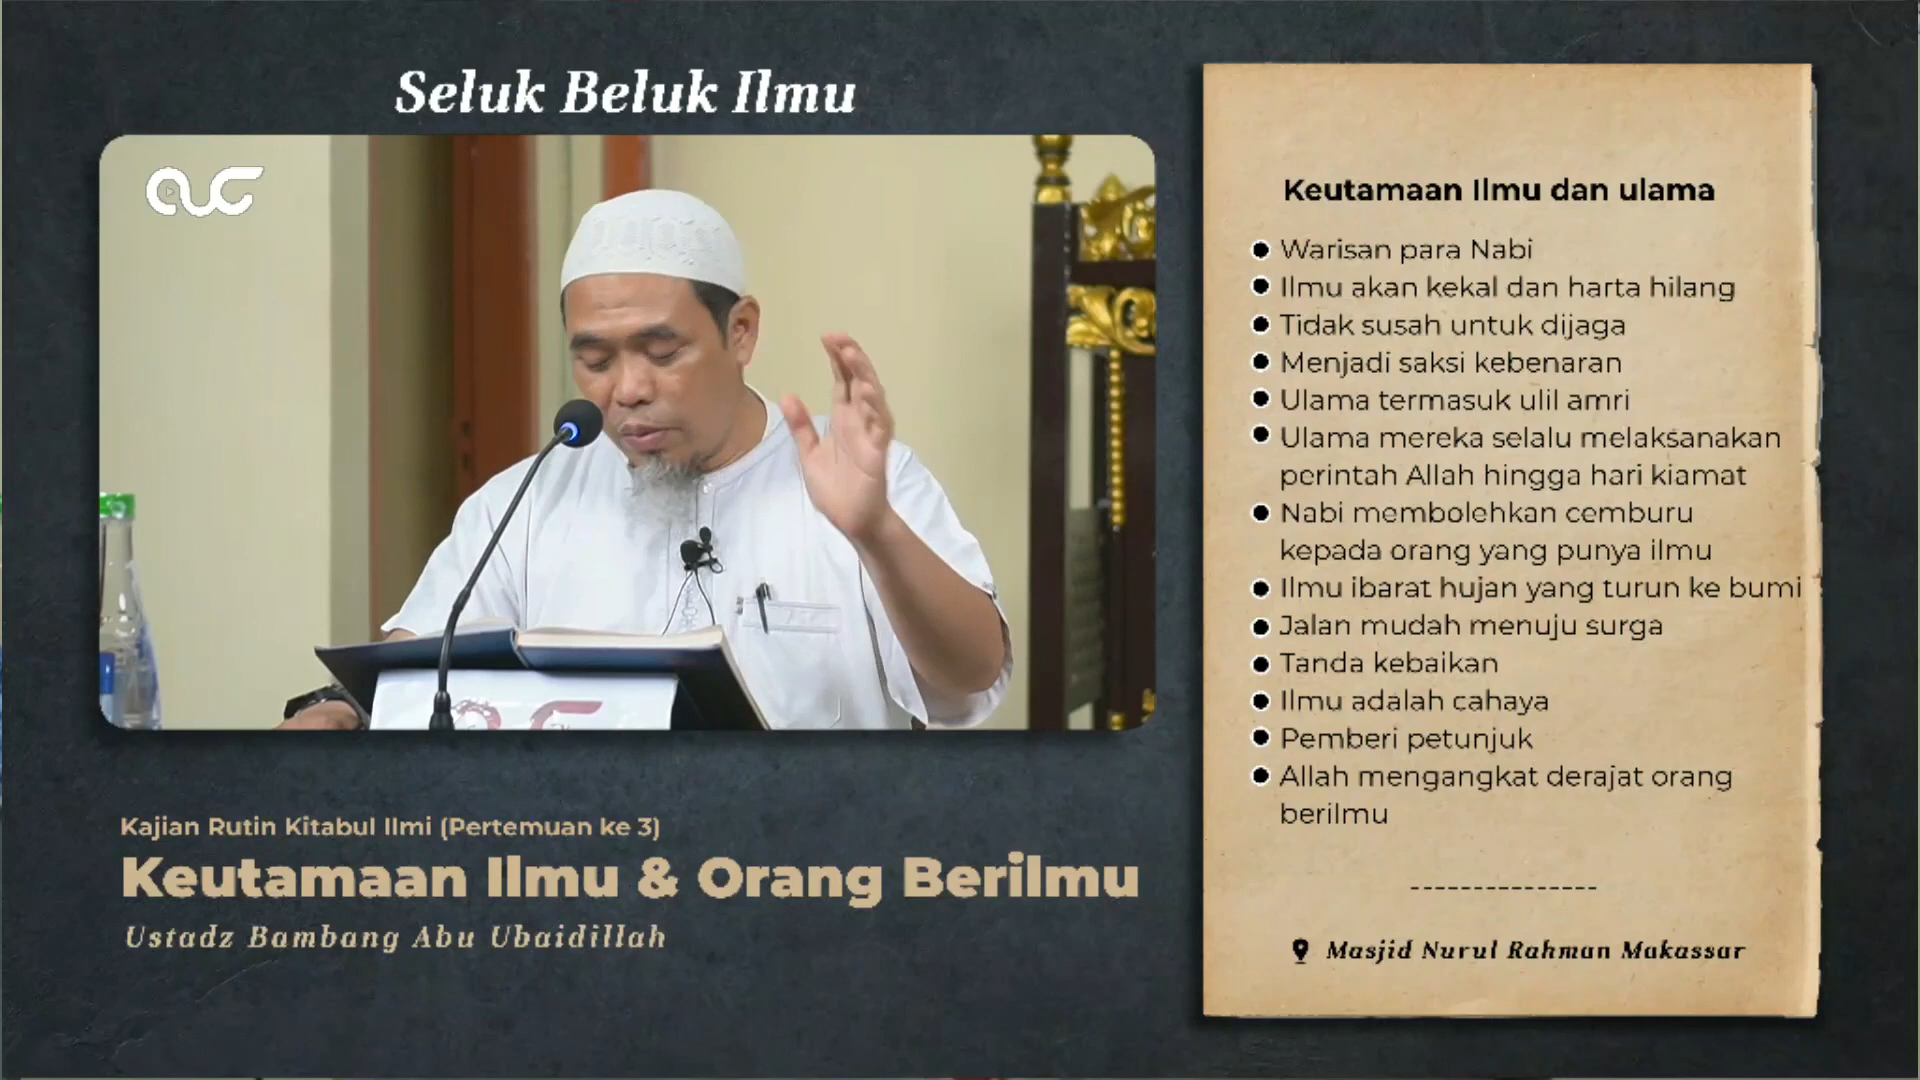 Seluk Beluk Ilmu
Kajian Rutin Kitabul Ilmi (Pertemuan ke 3)
Keutamaan Ilmu & Orang Berilmu
Ustadz Bambang Abu Ubaidillah
Keutamaan Ilmu dan ulama
● Warisan para Nabi
● Ilmu akan kekal dan harta hilang
● Tidak susah untuk dijaga
● Menjadi saksi kebenaran
● Ulama termasuk ulil amri
● Ulama mereka selalu melaksanakan
perintah Allah hingga hari kiamat
● Nabi membolehkan cemburu
kepada orang yang punya ilmu
● Ilmu ibarat hujan yang turun ke bumi
● Jalan mudah menuju surga
● Tanda kebaikan
● Ilmu adalah cahaya
● Pemberi petunjuk
● Allah mengangkat derajat orang
berilmu
---------------
Masjid Nurul Rahman Makassar